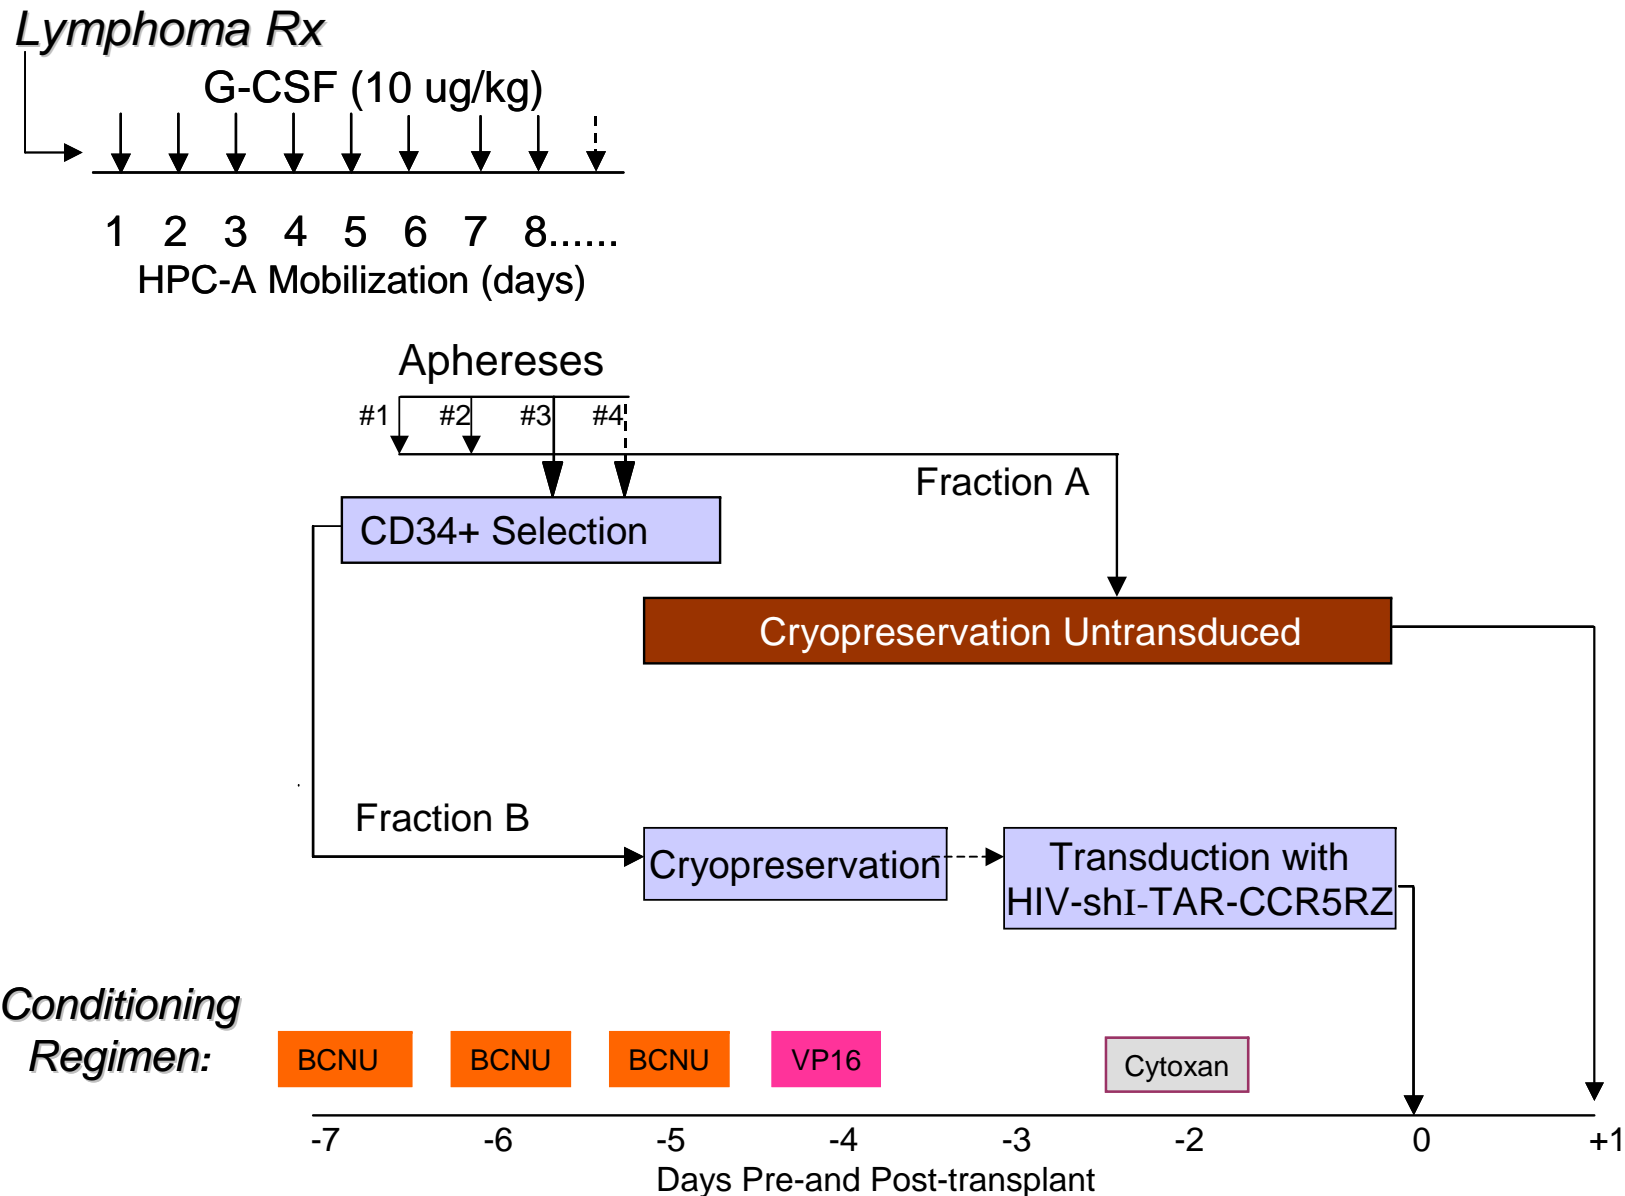 Lymphoma Rx
G-CSF (10 ug/kg)
1 2 3 4 5 6 7 8......
HPC-A Mobilization (days)
Aphereses
#1 #2 #3 #4
Fraction A
CD34+ Selection
Cryopreservation Untransduced
Fraction B
Cryopreservation
Transduction with
HIV-shI-TAR-CCR5RZ
Conditioning
Regimen:
BCNU BCNU BCNU VP16 Cytoxan
-7 -6 -5 -4 -3 -2 0 +1
Days Pre-and Post-transplant